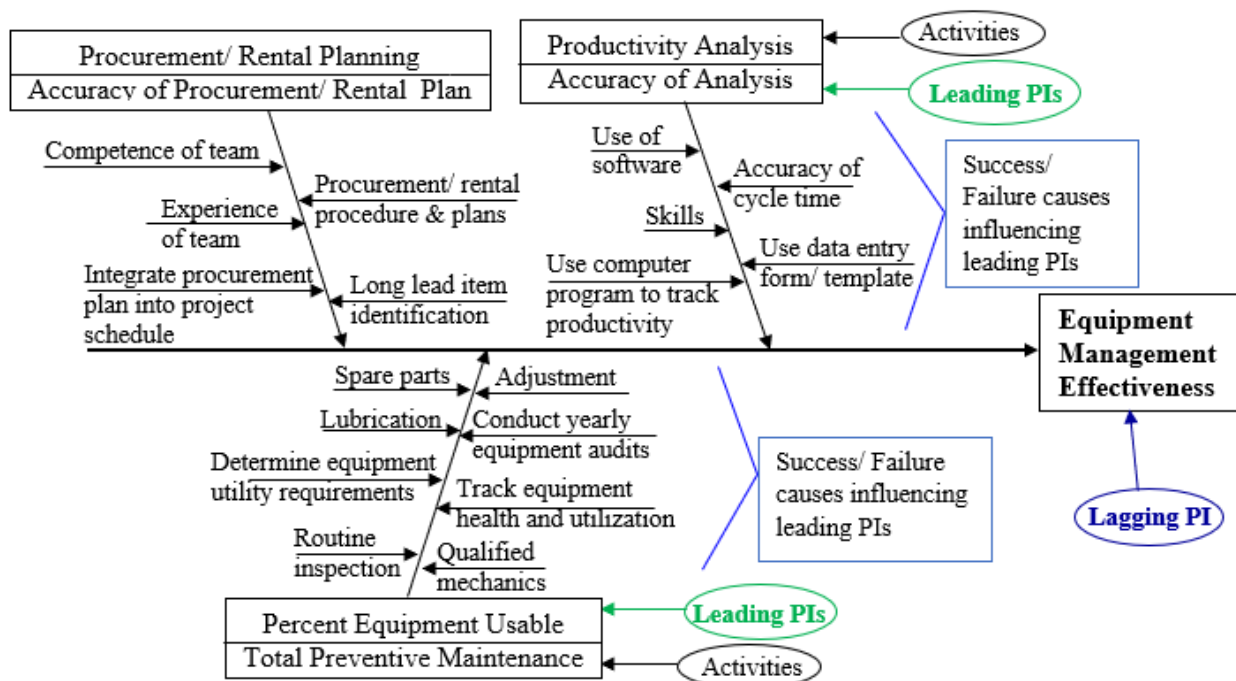 Procurement/ Rental Planning
Accuracy of Procurement/ Rental Plan
Productivity Analysis
Accuracy of Analysis
Activities
Leading PIs
Competence of team
Procurement/ rental
procedure & plans
Experience
of team
Integrate procurement
plan into project
schedule
Long lead item
identification
Use of
software
Accuracy of
cycle time
Skills
Use data entry
form/ template
Use computer
program to track
productivity
Success/
Failure causes
influencing
leading PIs
Equipment
Management
Effectiveness
Lagging PI
Spare parts
Adjustment
Lubrication
Conduct yearly
equipment audits
Determine equipment
utility requirements
Track equipment
health and utilization
Routine
inspection
Qualified
mechanics
Success/ Failure
causes influencing
leading PIs
Percent Equipment Usable
Total Preventive Maintenance
Leading PIs
Activities